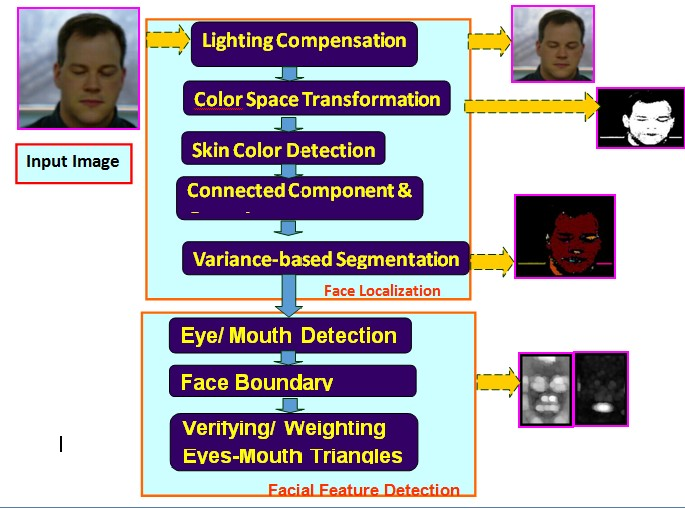 Lighting Compensation
Color Space Transformation
Input Image
Skin Color Detection
Connected Component &
Variance-based Segmentation
Face Localization
Eye/ Mouth Detection
Face Boundary
Verifying/ Weighting
Eyes-Mouth Triangles
Facial Feature Detection